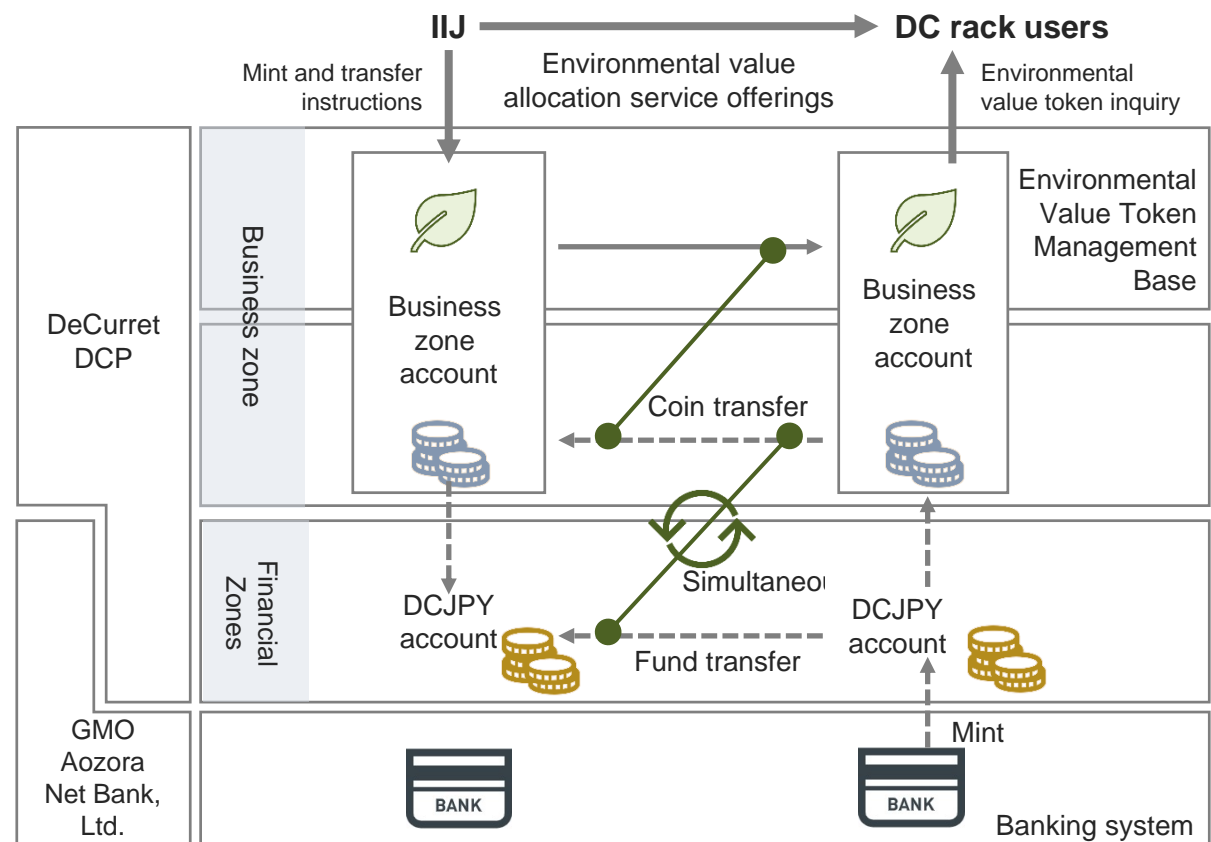 IIJ
DC rack users
Mint and transfer
instructions
Environmental value
allocation service offerings
Environmental
value token inquiry
Environmental
Value Token
Management
Base
Business zone
DeCurret
DCP
Business
zone
account
Business
zone
account
Coin transfer
Financial
Zones
Simultaneou
DCJPY
account
DCJPY
account
Fund transfer
GMO
Aozora
Net Bank,
Ltd.
Mint
BANK
BANK
Banking system